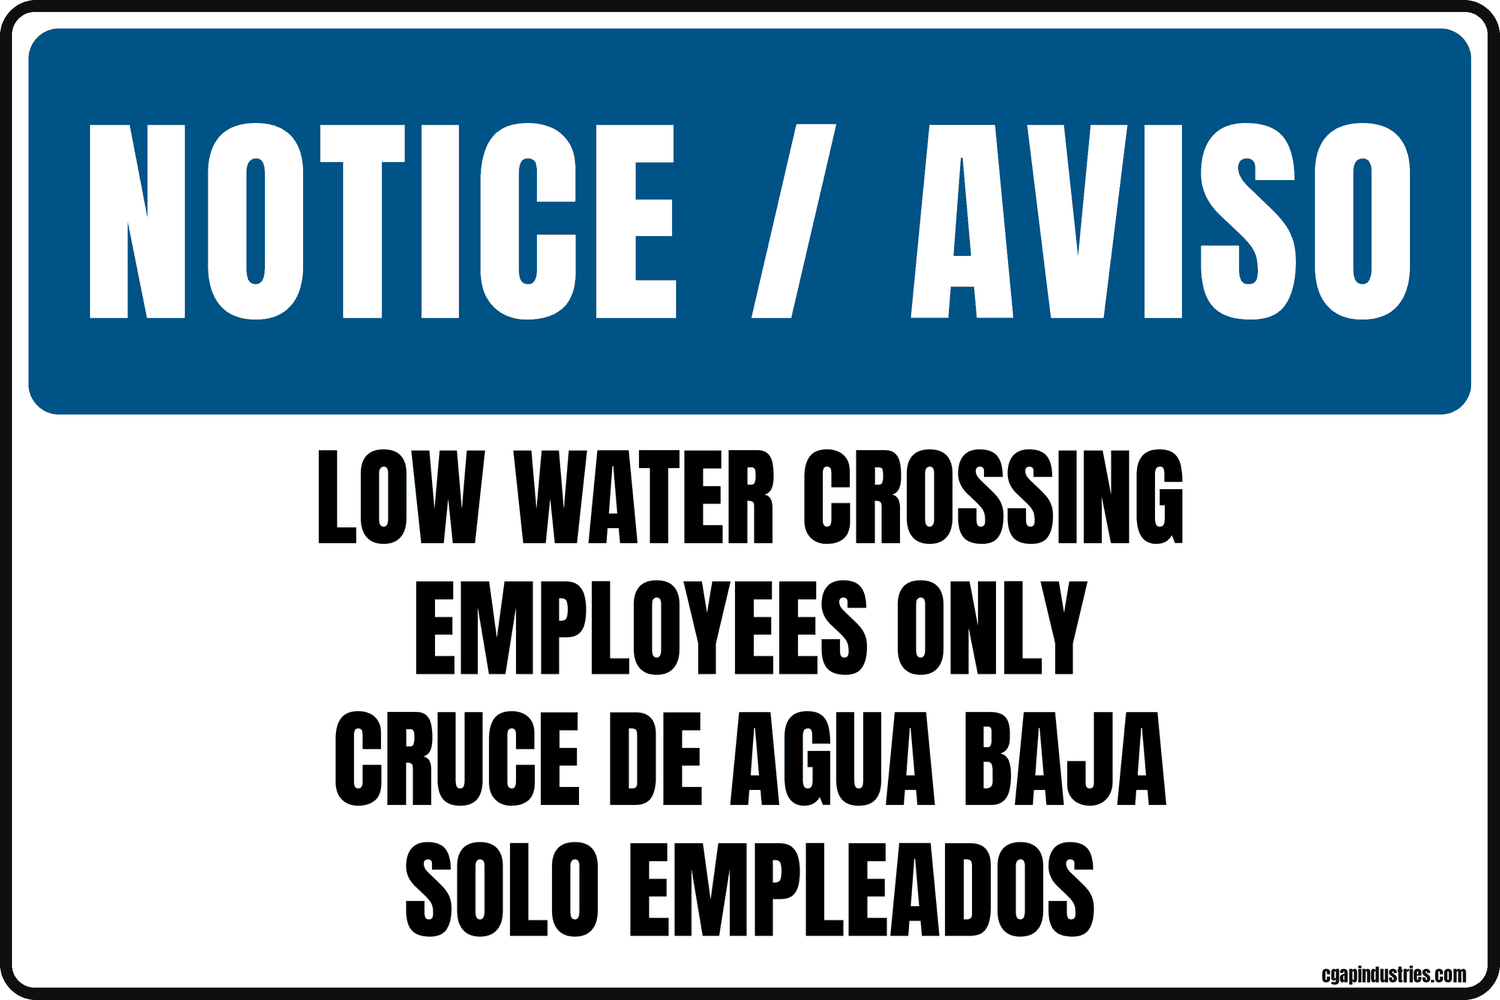 NOTICE / AVISO
LOW WATER CROSSING
EMPLOYEES ONLY
CRUCE DE AGUA BAJA
SOLO EMPLEADOS
cgapindustries.com